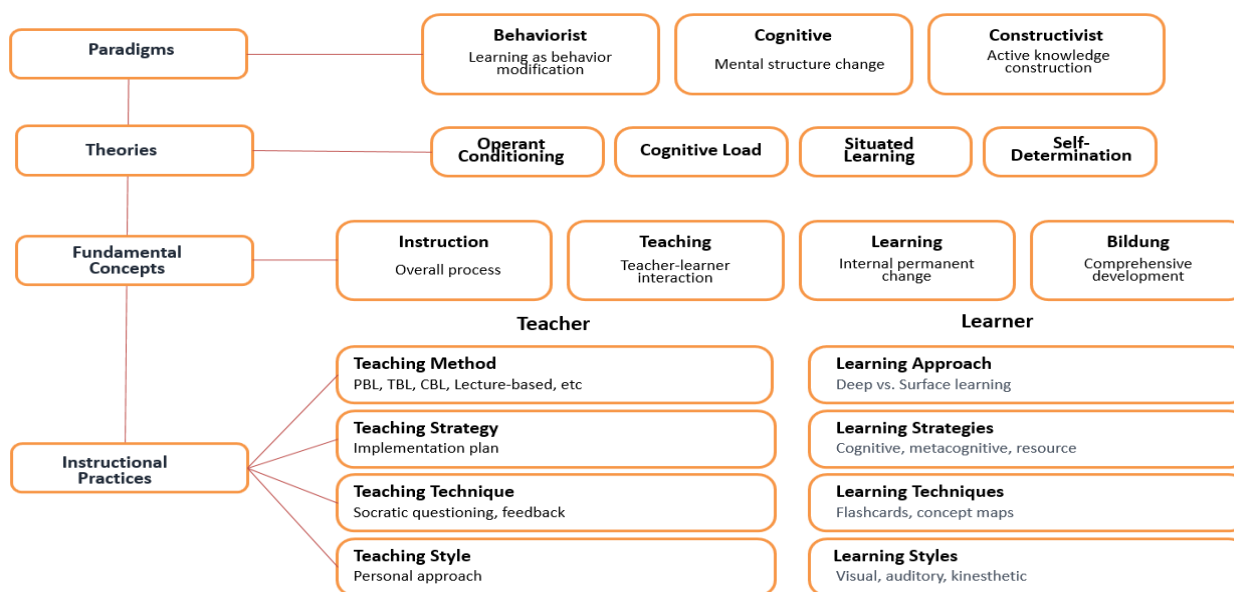 Paradigms
Behaviorist
Learning as behavior
modification
Cognitive
Mental structure change
Constructivist
Active knowledge
construction
Theories
Operant
Conditioning
Cognitive Load
Situated
Learning
Self-
Determination
Fundamental
Concepts
Instruction
Overall process
Teaching
Teacher-learner
interaction
Learning
Internal permanent
change
Bildung
Comprehensive
development
Teacher
Learner
Instructional
Practices
Teaching Method
PBL, TBL, CBL, Lecture-based, etc
Learning Approach
Deep vs. Surface learning
Teaching Strategy
Implementation plan
Learning Strategies
Cognitive, metacognitive, resource
Teaching Technique
Socratic questioning, feedback
Learning Techniques
Flashcards, concept maps
Teaching Style
Personal approach
Learning Styles
Visual, auditory, kinesthetic